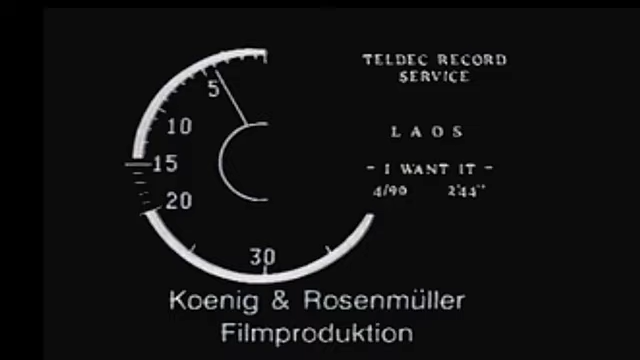 TELDEC RECORD
SERVICE
L A O S
- I WANT IT -
4/90 2'44"
5
10
15
20
30
Koenig & Rosenmüller
Filmproduktion